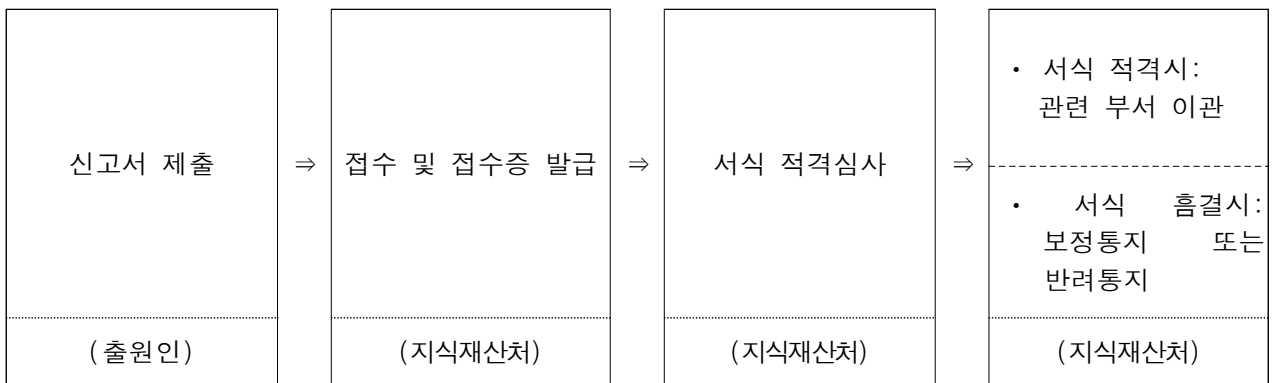 신고서 제출
⇒
접수 및 접수증 발급
⇒
서식 적격심사
⇒
· 서식 적격시:
관련 부서 이관
· 서식 흠결시:
보정통지 또는
반려통지
(출원인)
(지식재산처)
(지식재산처)
(지식재산처)